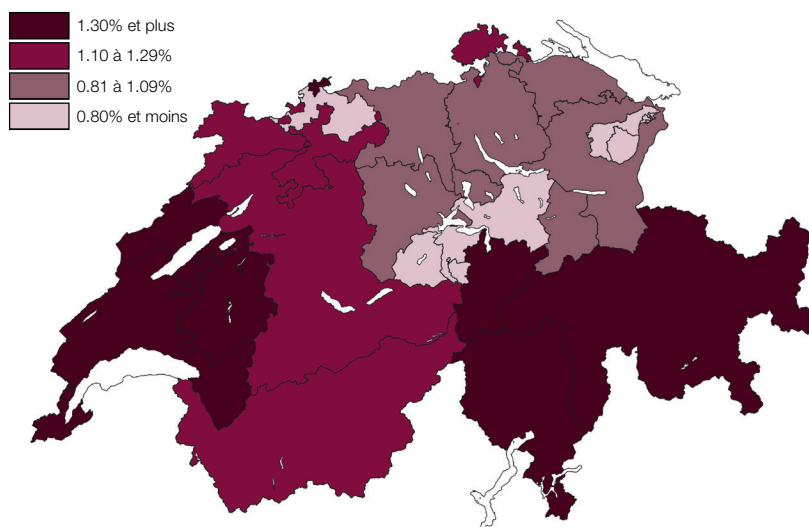 1.30% et plus
1.10 à 1.29%
0.81 à 1.09%
0.80% et moins